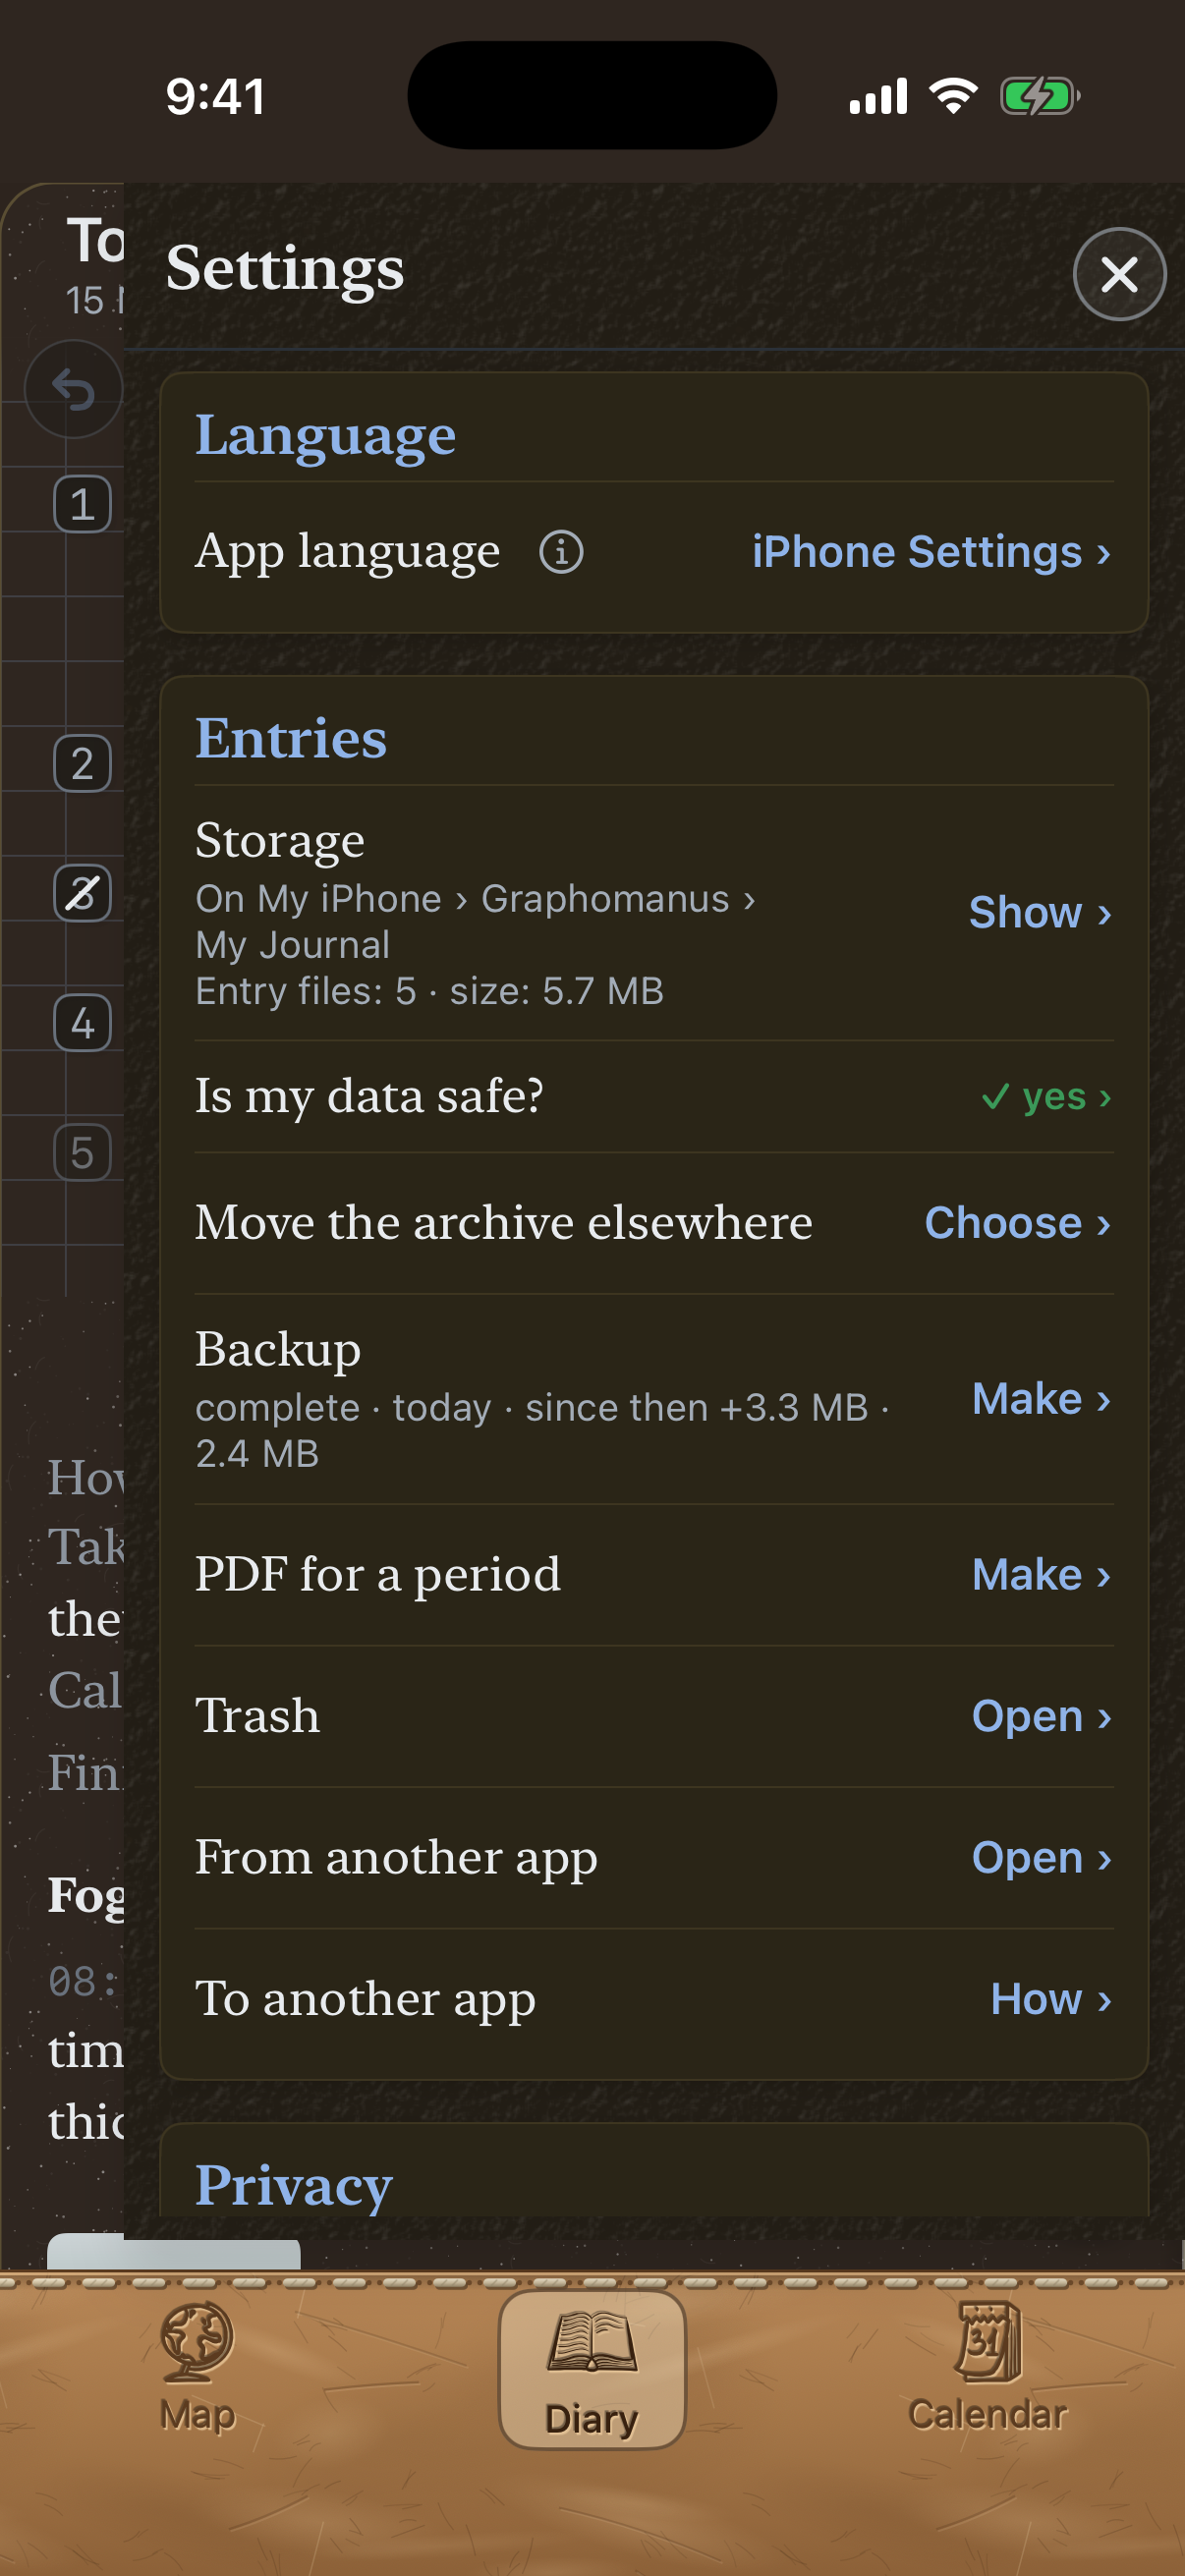 9:41
Settings
15
1
2
3
4
5
Language
App language iPhone Settings ›
Entries
Storage
On My iPhone › Graphomanus ›
My Journal
Entry files: 5 · size: 5.7 MB
Show ›
Is my data safe? ✓ yes ›
Move the archive elsewhere Choose ›
Backup
complete · today · since then +3.3 MB ·
2.4 MB
Make ›
PDF for a period Make ›
Trash Open ›
From another app Open ›
To another app How ›
Privacy
Map
Diary
31
Calendar